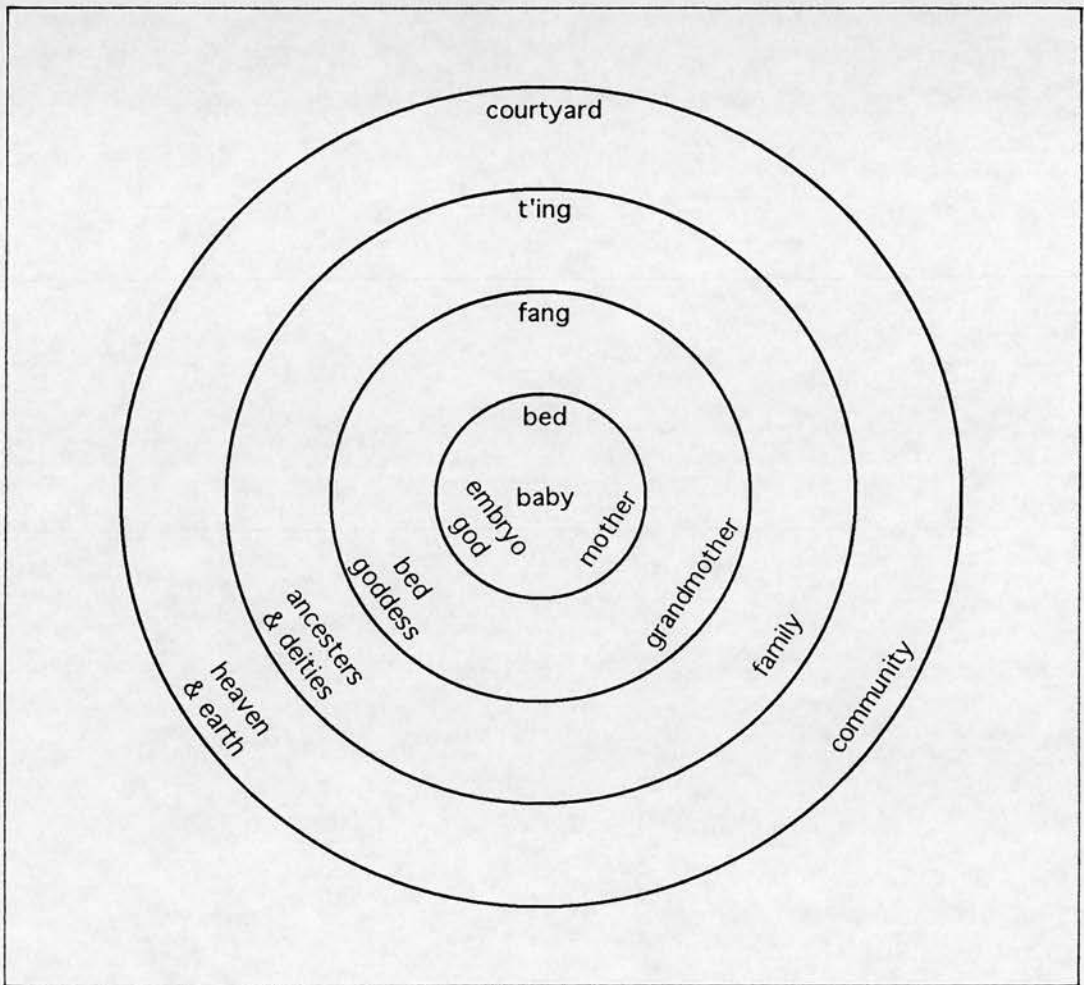 courtyard
t'ing
fang
bed
baby
embryo
god
mother
bed
goddess
grandmother
ancesters
& deities
family
heaven
& earth
community